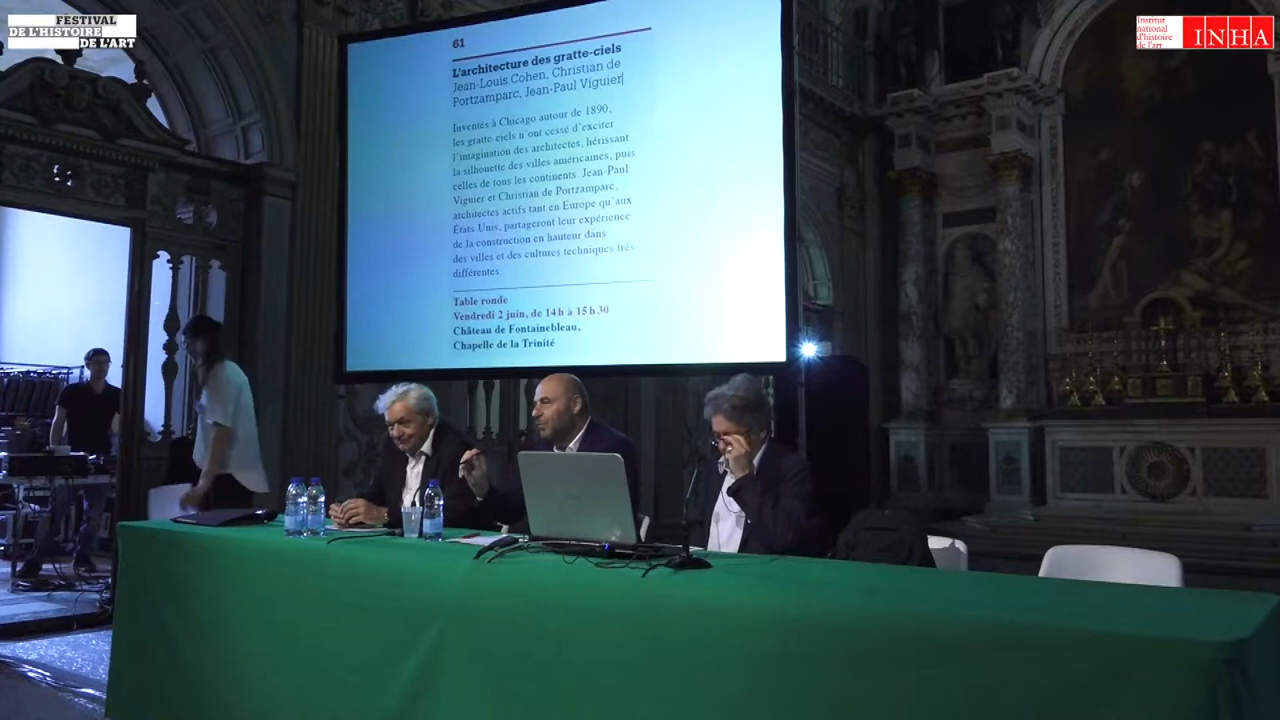 FESTIVAL
DE L'HISTOIRE
DE L'ART
Institut
national
d'histoire
de l'art
INHA
61
L'architecture des gratte-ciels
Jean-Louis Cohen, Christian de
Portzamparc, Jean-Paul Viguier
Inventés à Chicago autour de 1890,
les gratte-ciels n'ont cessé d'exciter
l'imagination des architectes, hérissant
la silhouette des villes américaines, puis
celles de tous les continents. Jean-Paul
Viguier et Christian de Portzamparc,
architectes actifs tant en Europe qu'aux
États-Unis, partageront leur expérience
de la construction en hauteur dans
des villes et des cultures techniques très
différentes.
Table ronde
Vendredi 2 juin, de 14 h à 15 h 30
Château de Fontainebleau,
Chapelle de la Trinité